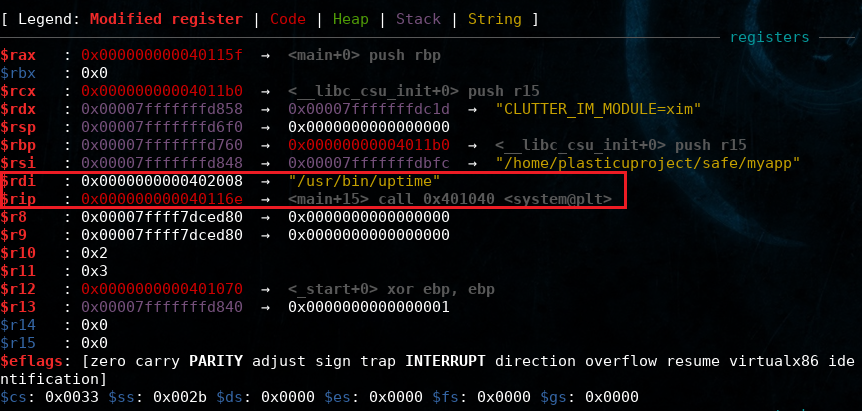 [ Legend: Modified register | Code | Heap | Stack | String ]
registers
$rax   : 0x000000000040115f  →  <main+0> push rbp
$rbx   : 0x0
$rcx   : 0x00000000004011b0  →  <__libc_csu_init+0> push r15
$rdx   : 0x00007fffffffd858  →  0x00007fffffffdc1d  →  "CLUTTER_IM_MODULE=xim"
$rsp   : 0x00007fffffffd6f0  →  0x0000000000000000
$rbp   : 0x00007fffffffd760  →  0x00000000004011b0  →  <__libc_csu_init+0> push r15
$rsi   : 0x00007fffffffd848  →  0x00007fffffffdbfc  →  "/home/plasticuproject/safe/myapp"
$rdi   : 0x0000000000402008  →  "/usr/bin/uptime"
$rip   : 0x000000000040116e  →  <main+15> call 0x401040 <system@plt>
$r8    : 0x00007ffff7dced80  →  0x0000000000000000
$r9    : 0x00007ffff7dced80  →  0x0000000000000000
$r10   : 0x2
$r11   : 0x3
$r12   : 0x0000000000401070  →  <_start+0> xor ebp, ebp
$r13   : 0x00007fffffffd840  →  0x0000000000000001
$r14   : 0x0
$r15   : 0x0
$eflags: [zero carry PARITY adjust sign trap INTERRUPT direction overflow resume virtualx86 ide
ntification]
$cs: 0x0033 $ss: 0x002b $ds: 0x0000 $es: 0x0000 $fs: 0x0000 $gs: 0x0000